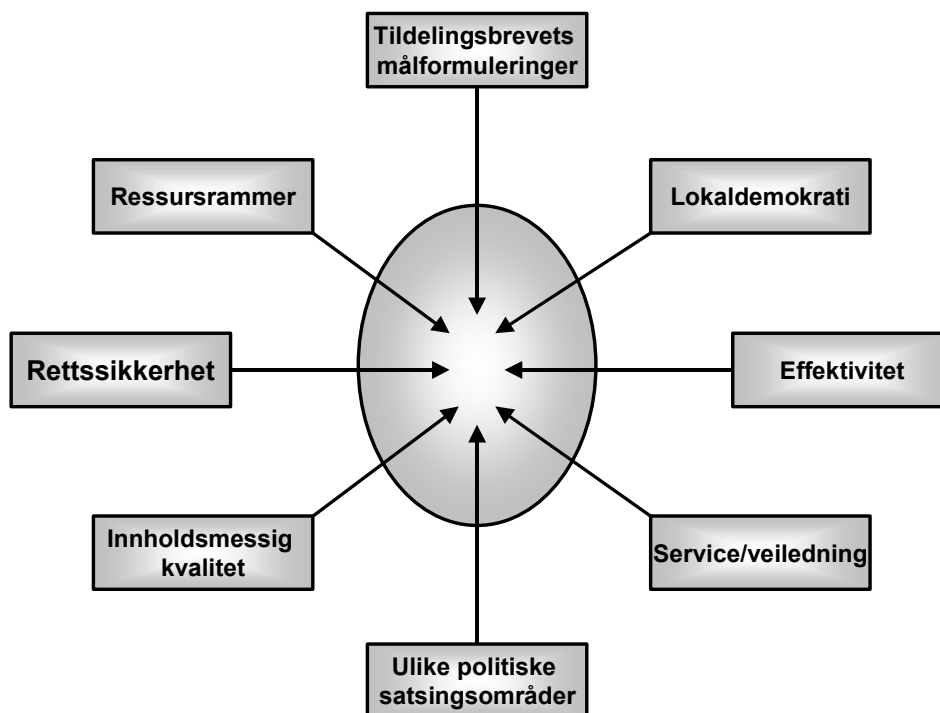 Tildelingsbrevets
målformuleringer
Ressursrammer
Lokaldemokrati
Rettssikkerhet
Effektivitet
Innholdsmessig
kvalitet
Service/veiledning
Ulike politiske
satsingsområder